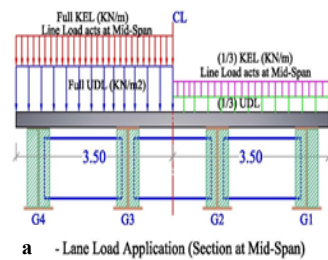 Full KEL (KN/m)
Line Load acts at Mid-Span
CL
(1/3) KEL (KN/m)
Line Load acts at Mid-Span
Full UDL (KN/m2)
(1/3) UDL
3.50
3.50
G4
G3
G2
G1
a - Lane Load Application (Section at Mid-Span)